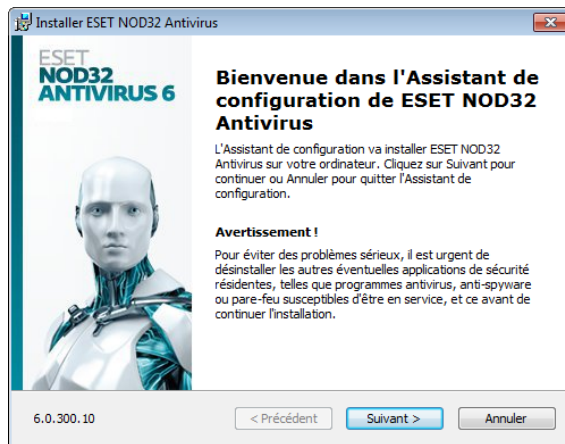 Installer ESET NOD32 Antivirus
ESET
NOD32
ANTIVIRUS 6
Bienvenue dans l'Assistant de
configuration de ESET NOD32
Antivirus
L'Assistant de configuration va installer ESET NOD32
Antivirus sur votre ordinateur. Cliquez sur Suivant pour
continuer ou Annuler pour quitter l'Assistant de
configuration.
Avertissement !
Pour éviter des problèmes sérieux, il est urgent de
désinstaller les autres éventuelles applications de sécurité
résidentes, telles que programmes antivirus, anti-spyware
ou pare-feu susceptibles d'être en service, et ce avant de
continuer l'installation.
6.0.300.10
< Précédent
Suivant >
Annuler